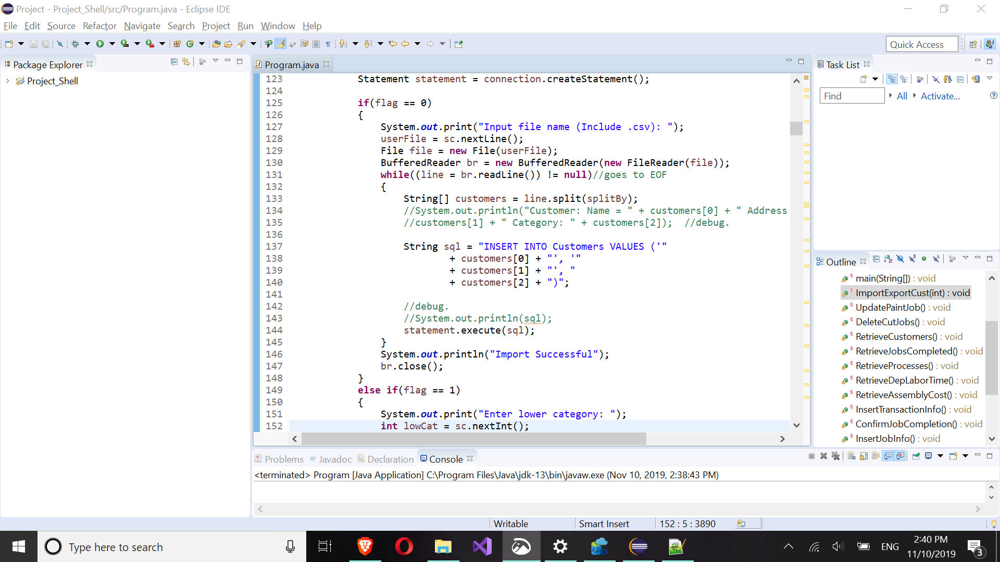 Project - Project_Shell/src/Program.java - Eclipse IDE
File Edit Source Refactor Navigate Search Project Run Window Help
Quick Access
Package Explorer
Project_Shell
Program.java
123 Statement statement = connection.createStatement();
124
125 if(flag == 0)
126 {
127 System.out.print("Input file name (Include .csv): ");
128 userFile = sc.nextLine();
129 File file = new File(userFile);
130 BufferedReader br = new BufferedReader(new FileReader(file));
131 while((line = br.readLine()) != null)//goes to EOF
132 {
133 String[] customers = line.split(splitBy);
134 //System.out.println("Customer: Name = " + customers[0] + " Address
135 //customers[1] + " Category: " + customers[2]); //debug.
136
137 String sql = "INSERT INTO Customers VALUES ('"
138 + customers[0] + "', '"
139 + customers[1] + "', "
140 + customers[2] + ")";
141
142 //debug.
143 //System.out.println(sql);
144 statement.execute(sql);
145 }
146 System.out.println("Import Successful");
147 br.close();
148 }
149 else if(flag == 1)
150 {
151 System.out.print("Enter lower category: ");
152 int lowCat = sc.nextInt();
Task List
Find All Activate...
Outline
main(String[]) : void
ImportExportCust(int) : void
UpdatePaintJob() : void
DeleteCutJobs() : void
RetrieveCustomers() : void
RetrieveJobsCompleted() : void
RetrieveProcesses() : void
RetrieveDepLaborTime() : void
RetrieveAssemblyCost() : void
InsertTransactionInfo() : void
ConfirmJobCompletion() : void
InsertJobInfo() : void
Problems @ Javadoc Declaration Console
<terminated> Program [Java Application] C:\Program Files\Java\jdk-13\bin\javaw.exe (Nov 10, 2019, 2:38:43 PM)
Writable Smart Insert 152 : 5 : 3890
Type here to search
ENG
2:40 PM
11/10/2019
3